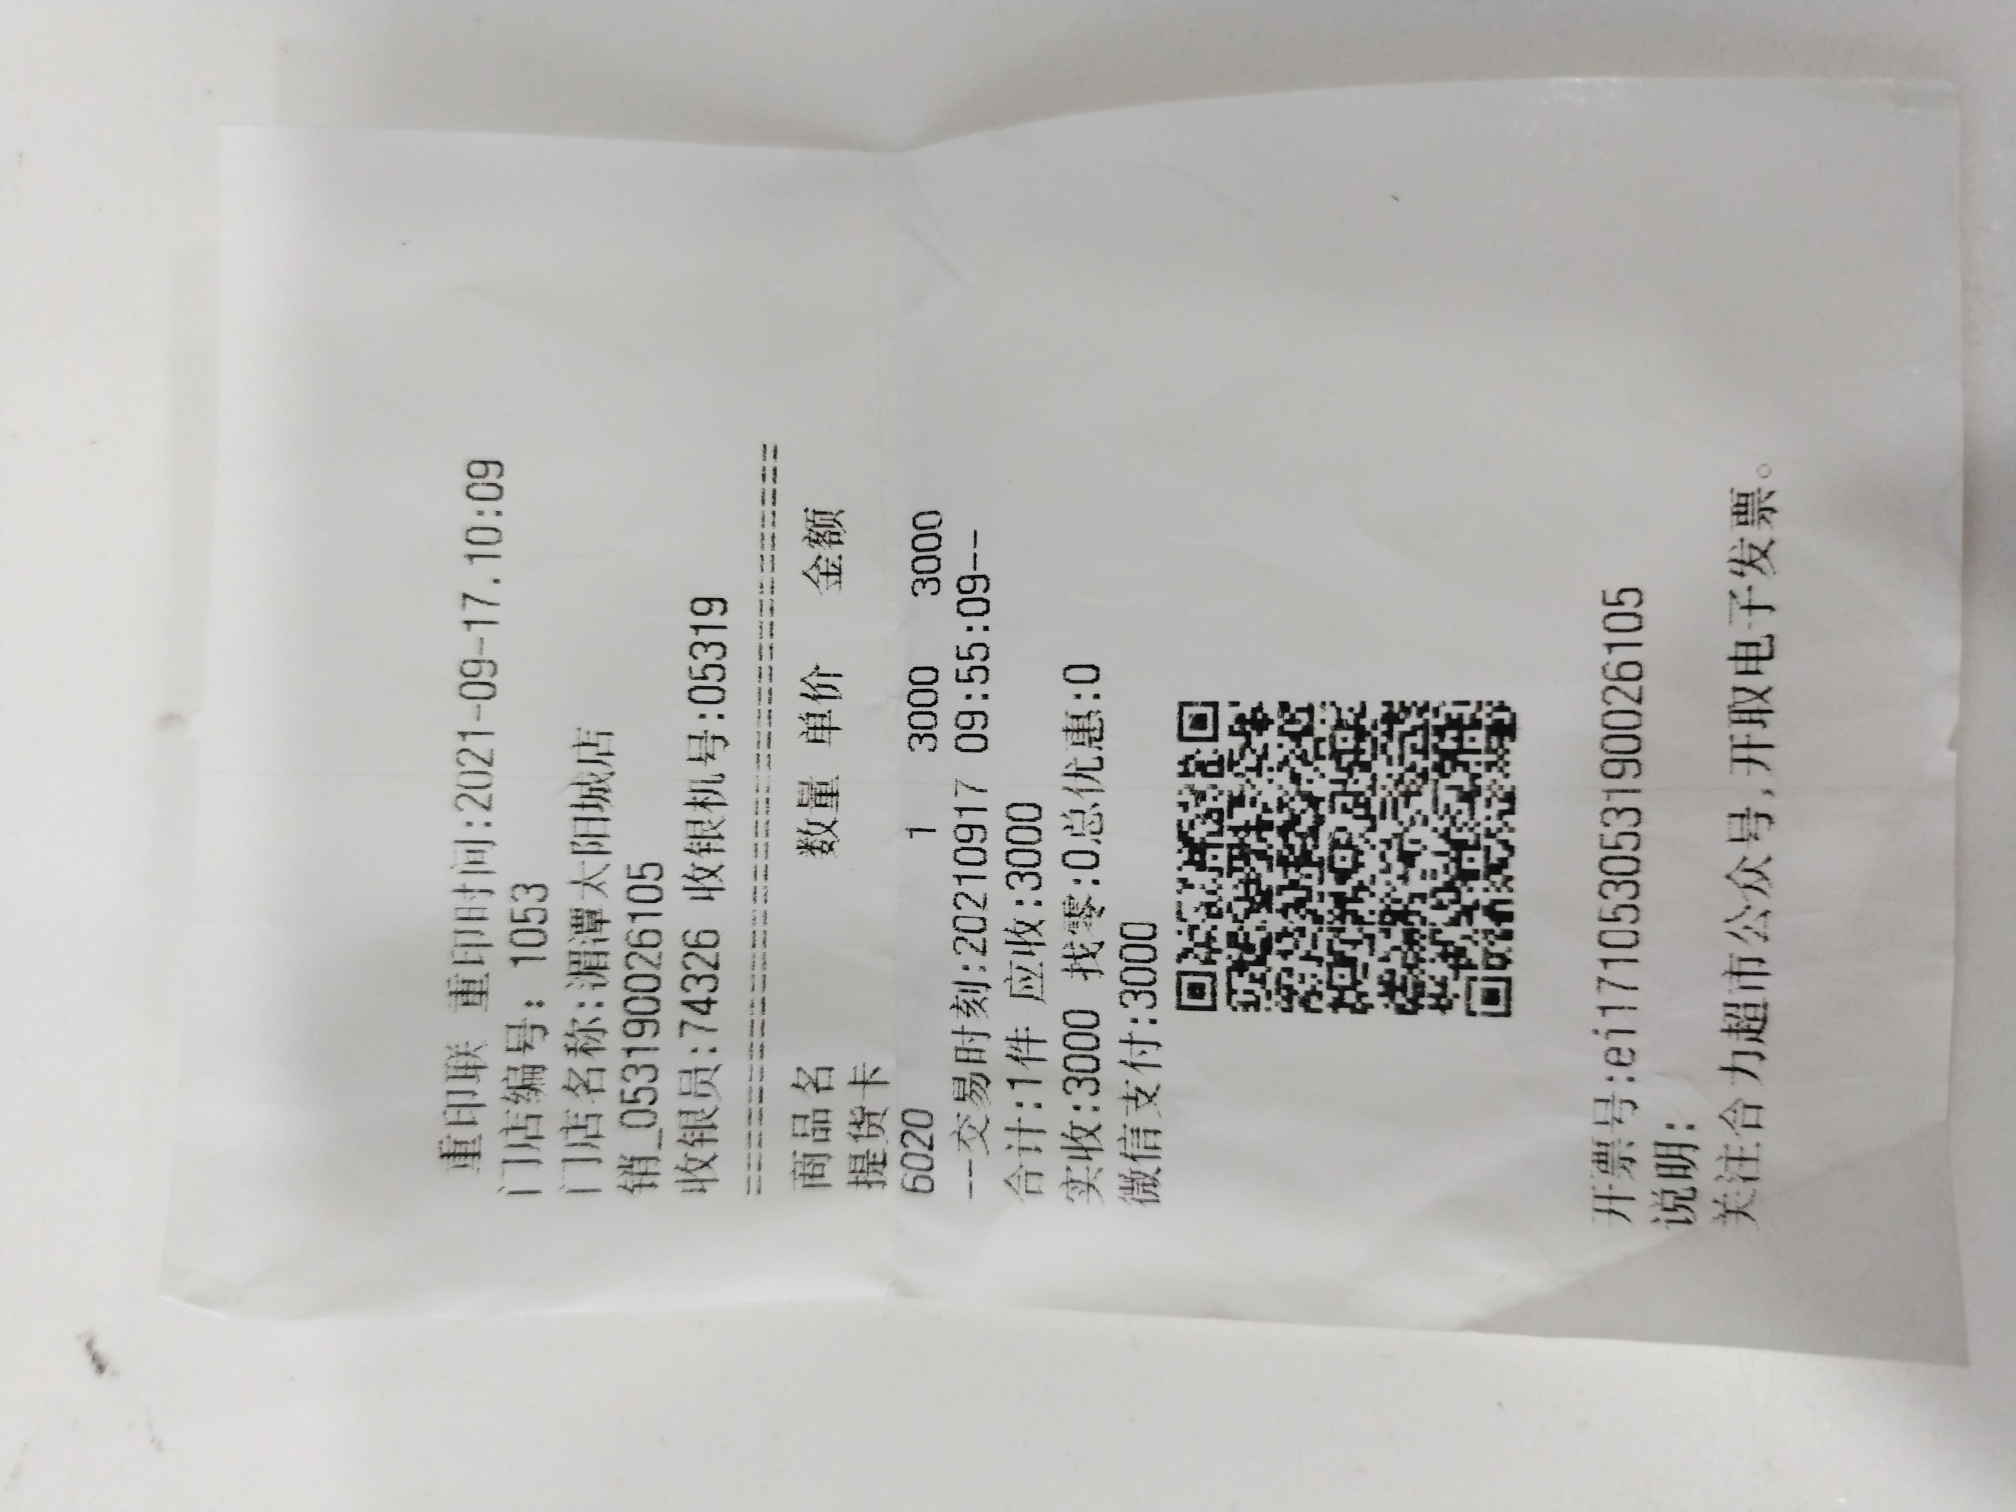 重印联 重印时间:2021-09-17.10:09
门店编号: 1053
门店名称:湄潭太阳城店
销_053190026105
收银员:74326 收银机号:05319
================================
商品名 数量 单价 金额
提货卡
6020 1 3000 3000
--交易时刻:20210917 09:55:09--
合计:1件 应收:3000
实收:3000 找零:0总优惠:0
微信支付:3000
开票号:ei171053053190026105
说明:
关注合力超市公众号,开取电子发票。